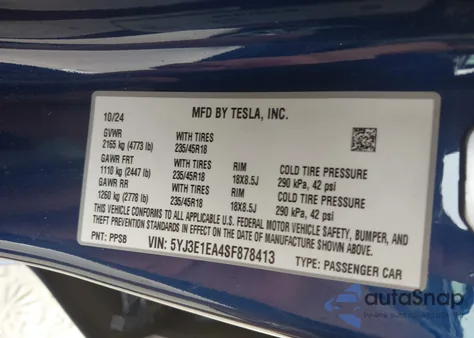 MFD BY TESLA, INC.
10/24
GVWR WITH TIRES
2165 kg (4773 lb) 235/45R18
GAWR FRT WITH TIRES RIM COLD TIRE PRESSURE
1110 kg (2447 lb) 235/45R18 18X8.5J 290 kPa, 42 psi
GAWR RR WITH TIRES RIM COLD TIRE PRESSURE
1260 kg (2778 lb) 235/45R18 18X8.5J 290 kPa, 42 psi
THIS VEHICLE CONFORMS TO ALL APPLICABLE U.S. FEDERAL MOTOR VEHICLE SAFETY, BUMPER, AND
THEFT PREVENTION STANDARDS IN EFFECT ON THE DATE OF MANUFACTURE SHOWN ABOVE.
PNT: PPSB VIN: 5YJ3E1EA4SF878413 TYPE: PASSENGER CAR
autoSnap